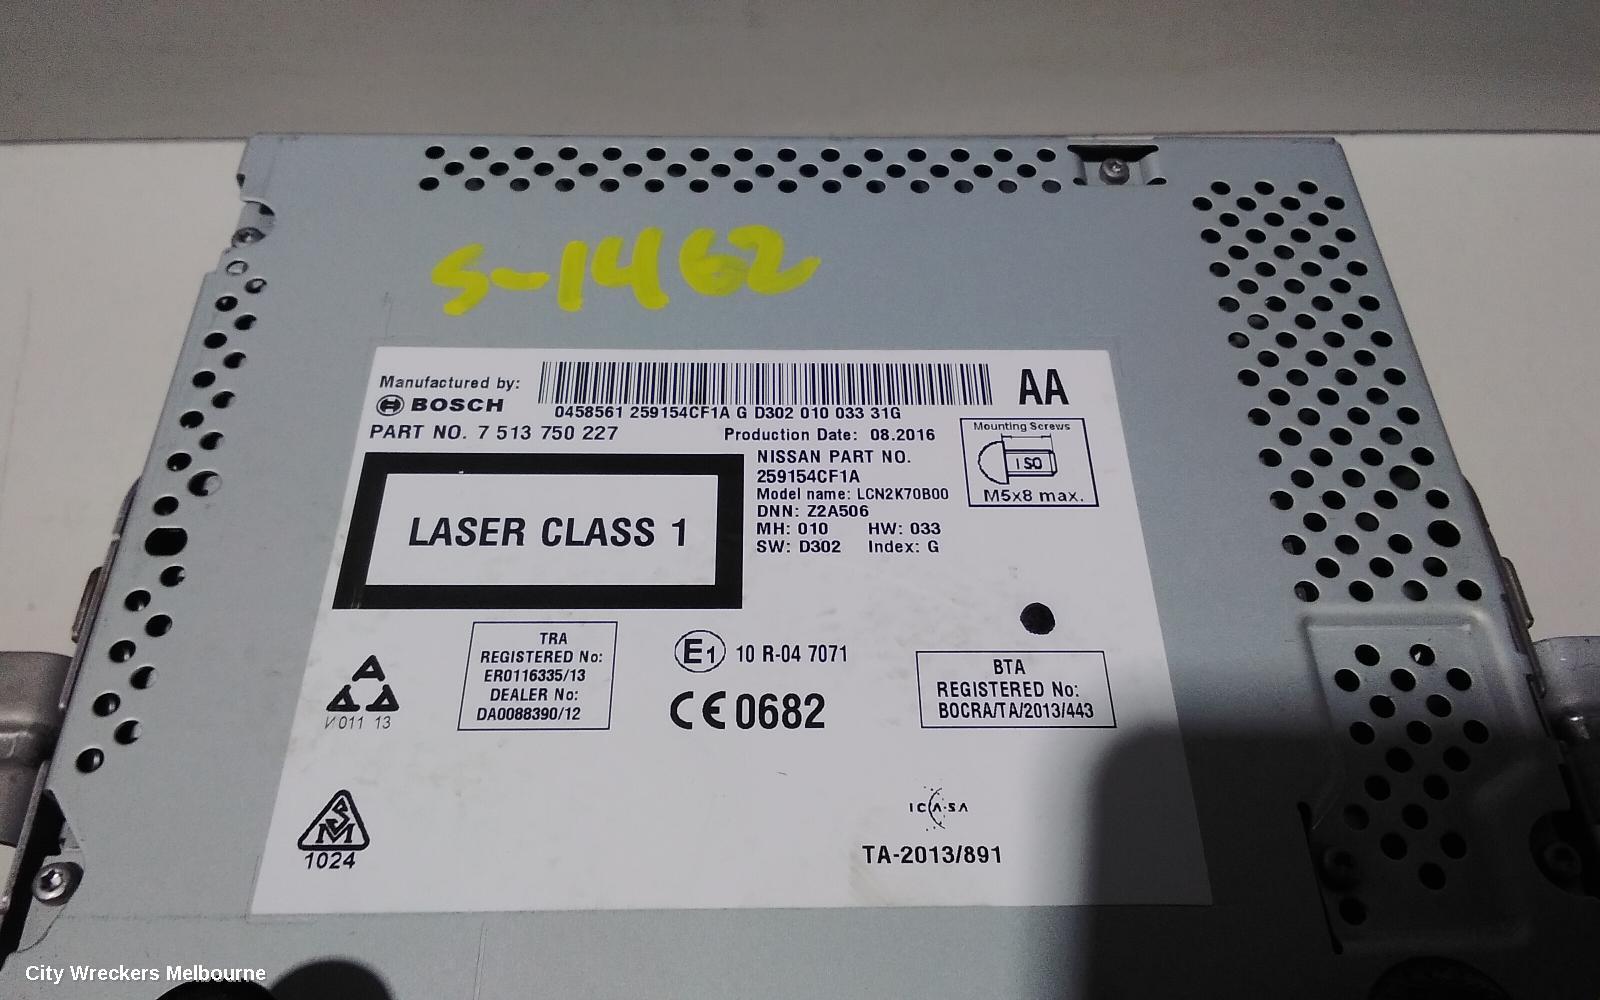 S-1462
Manufactured by:
BOSCH
0458561 259154CF1A G D302 010 033 31G
AA
PART NO. 7 513 750 227
Production Date: 08.2016
Mounting Screws
ISO
M5x8 max.
NISSAN PART NO.
259154CF1A
Model name: LCN2K70B00
DNN: Z2A506
MH: 010 HW: 033
SW: D302 Index: G
LASER CLASS 1
TRA
REGISTERED No:
ER0116335/13
DEALER No:
DA0088390/12
E1 10 R-04 7071
CE 0682
BTA
REGISTERED No:
BOCRA/TA/2013/443
V 011 13
SM
1024
ICASA
TA-2013/891
City Wreckers Melbourne